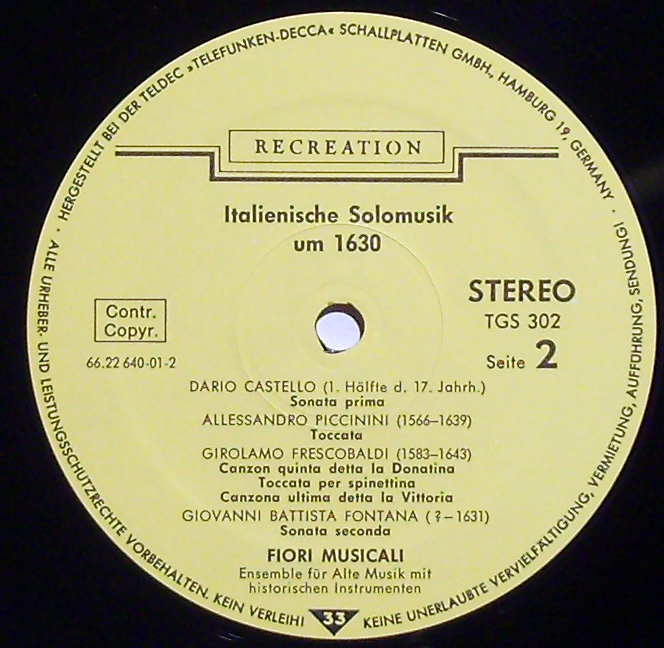 HERGESTELLT BEI DER TELDEC »TELEFUNKEN-DECCA« SCHALLPLATTEN GMBH., HAMBURG 19, GERMANY ·
RECREATION
Italienische Solomusik
um 1630
STEREO
TGS 302
Seite 2
Contr.
Copyr.
66.22 640-01-2
DARIO CASTELLO (1. Hälfte d. 17. Jahrh.)
Sonata prima
ALLESSANDRO PICCININI (1566–1639)
Toccata
GIROLAMO FRESCOBALDI (1583–1643)
Canzon quinta detta la Donatina
Toccata per spinettina
Canzona ultima detta la Vittoria
GIOVANNI BATTISTA FONTANA (?–1631)
Sonata seconda
FIORI MUSICALI
Ensemble für Alte Musik mit
historischen Instrumenten
33
· ALLE URHEBER- UND LEISTUNGSSCHUTZRECHTE VORBEHALTEN. KEIN VERLEIH! KEINE UNERLAUBTE VERVIELFÄLTIGUNG, VERMIETUNG, AUFFÜHRUNG, SENDUNG!